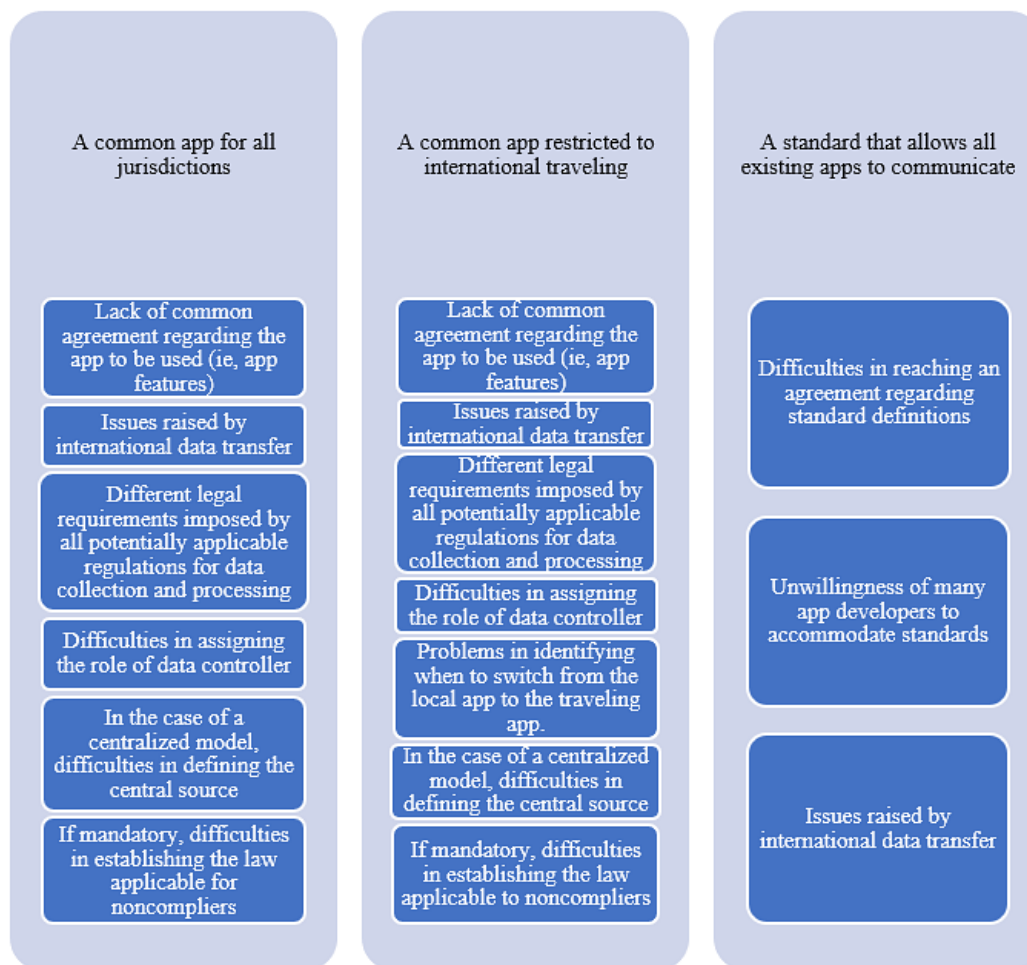 A common app for all
jurisdictions
Lack of common
agreement regarding the
app to be used (ie, app
features)
Issues raised by
international data transfer
Different legal
requirements imposed by
all potentially applicable
regulations for data
collection and processing
Difficulties in assigning
the role of data controller
In the case of a
centralized model,
difficulties in defining the
central source
If mandatory, difficulties
in establishing the law
applicable for
noncompliers
A common app restricted to
international traveling
Lack of common
agreement regarding the
app to be used (ie, app
features)
Issues raised by
international data transfer
Different legal
requirements imposed by
all potentially applicable
regulations for data
collection and processing
Difficulties in assigning
the role of data controller
Problems in identifying
when to switch from the
local app to the traveling
app.
In the case of a centralized
model, difficulties in
defining the central source
If mandatory, difficulties
in establishing the law
applicable to noncompliers
A standard that allows all
existing apps to communicate
Difficulties in reaching an
agreement regarding
standard definitions
Unwillingness of many
app developers to
accommodate standards
Issues raised by
international data transfer